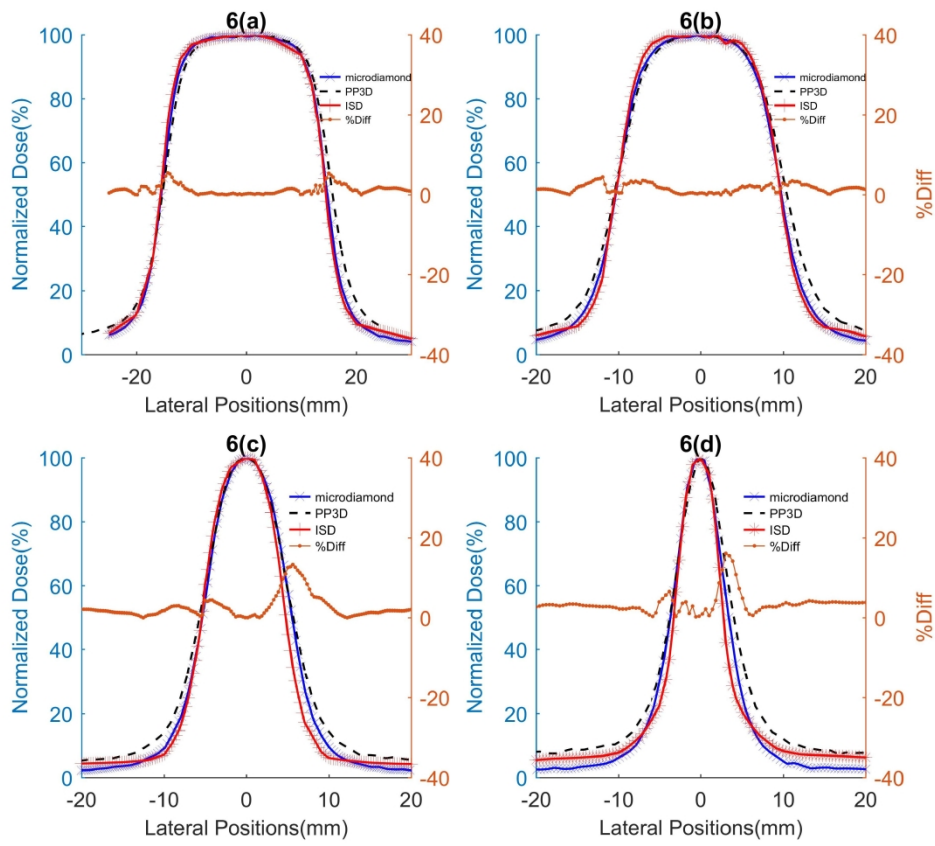 6(a)
100
80
60
40
20
0
Normalized Dose(%)
40
20
0
-20
-40
microdiamond
PP3D
ISD
%Diff
-20
0
20
Lateral Positions(mm)
6(b)
100
80
60
40
20
0
Normalized Dose(%)
40
20
0
-20
-40
%Diff
microdiamond
PP3D
ISD
%Diff
-20
-10
0
10
20
Lateral Positions(mm)
6(c)
100
80
60
40
20
0
Normalized Dose(%)
40
20
0
-20
-40
microdiamond
PP3D
ISD
%Diff
-20
-10
0
10
20
Lateral Positions(mm)
6(d)
100
80
60
40
20
0
Normalized Dose(%)
40
20
0
-20
-40
%Diff
microdiamond
PP3D
ISD
%Diff
-20
-10
0
10
20
Lateral Positions(mm)